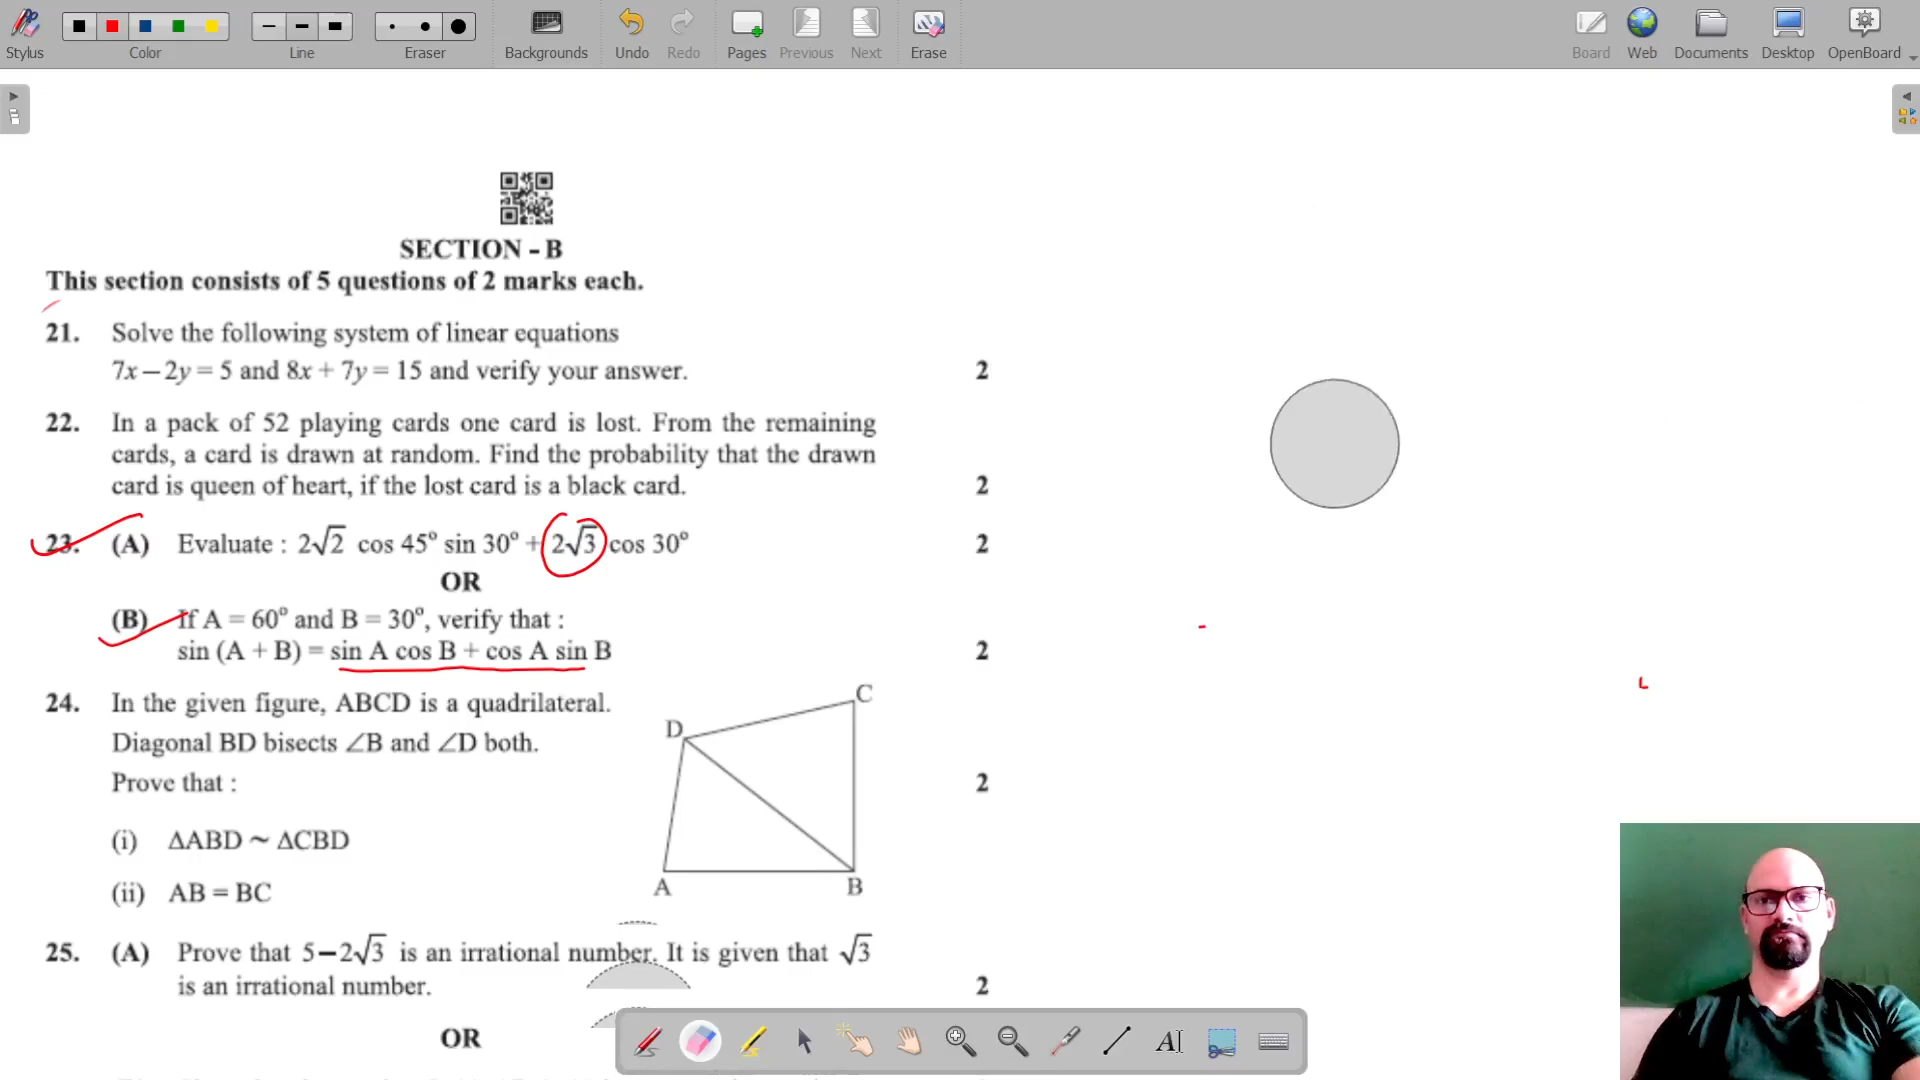 Stylus
Color
Line
Eraser
Backgrounds
Undo
Redo
Pages
Previous
Next
Erase
Board
Web
Documents
Desktop
OpenBoard
SECTION - B
This section consists of 5 questions of 2 marks each.
21. Solve the following system of linear equations
7x – 2y = 5 and 8x + 7y = 15 and verify your answer. 2
22. In a pack of 52 playing cards one card is lost. From the remaining
cards, a card is drawn at random. Find the probability that the drawn
card is queen of heart, if the lost card is a black card. 2
23. (A) Evaluate : 2√2 cos 45° sin 30° + 2√3 cos 30° 2
OR
(B) If A = 60° and B = 30°, verify that :
sin (A + B) = sin A cos B + cos A sin B 2
24. In the given figure, ABCD is a quadrilateral.
Diagonal BD bisects ∠B and ∠D both.
Prove that : 2
(i) ΔABD ~ ΔCBD
(ii) AB = BC
C
D
A
B
25. (A) Prove that 5–2√3 is an irrational number. It is given that √3
is an irrational number. 2
OR